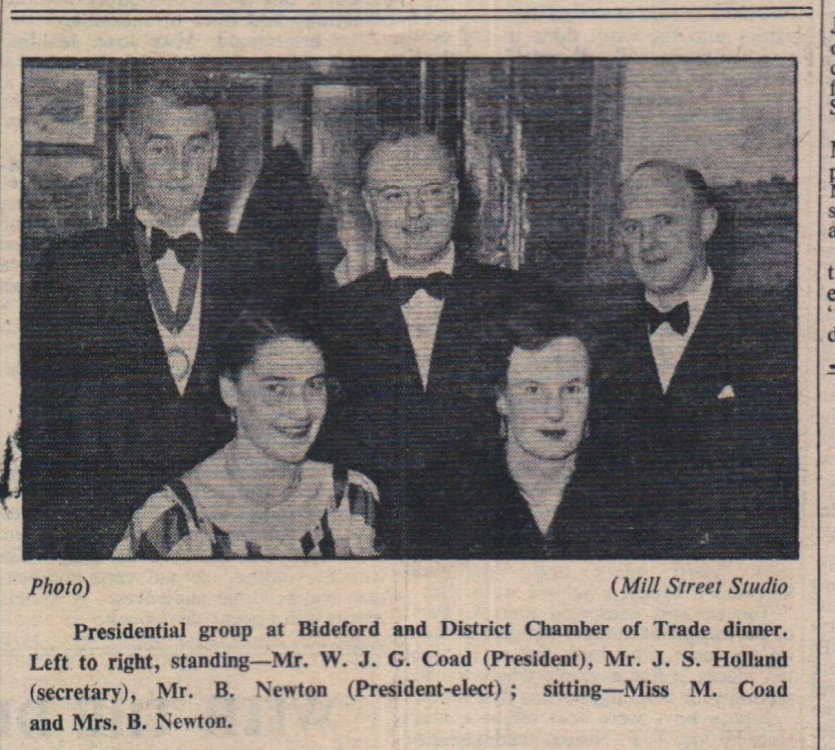 Photo) (Mill Street Studio
Presidential group at Bideford and District Chamber of Trade dinner.
Left to right, standing—Mr. W. J. G. Coad (President), Mr. J. S. Holland
(secretary), Mr. B. Newton (President-elect) ; sitting—Miss M. Coad
and Mrs. B. Newton.